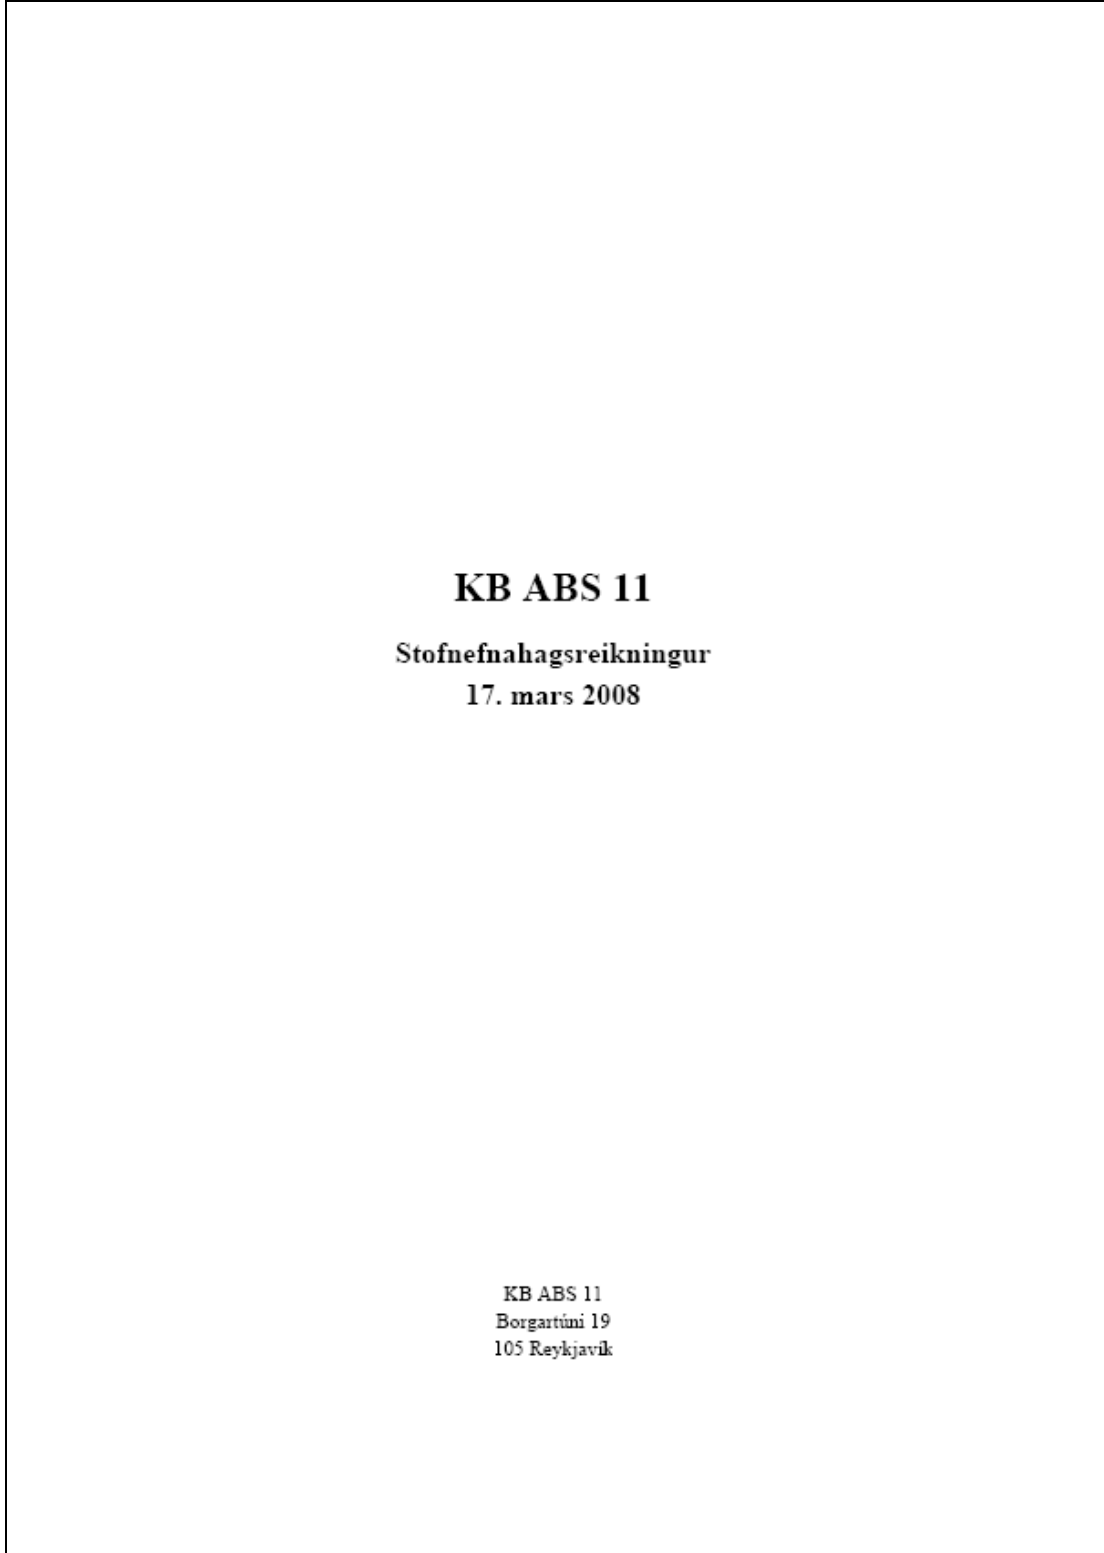 KB ABS 11
Stofnefnahagsreikningur
17. mars 2008
KB ABS 11
Borgartúni 19
105 Reykjavík